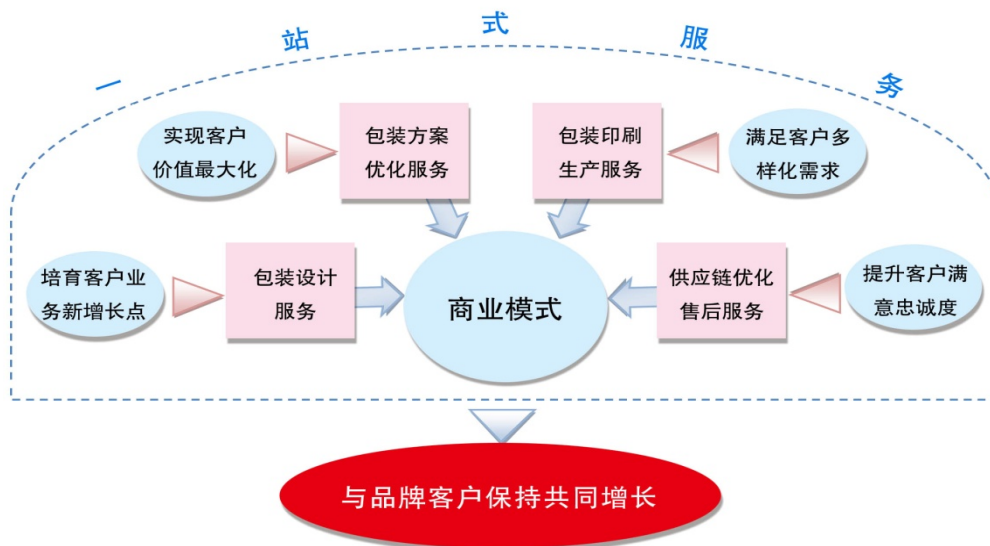 一站式服务
实现客户
价值最大化
包装方案
优化服务
包装印刷
生产服务
满足客户多
样化需求
培育客户业
务新增长点
包装设计
服务
商业模式
供应链优化
售后服务
提升客户满
意忠诚度
与品牌客户保持共同增长